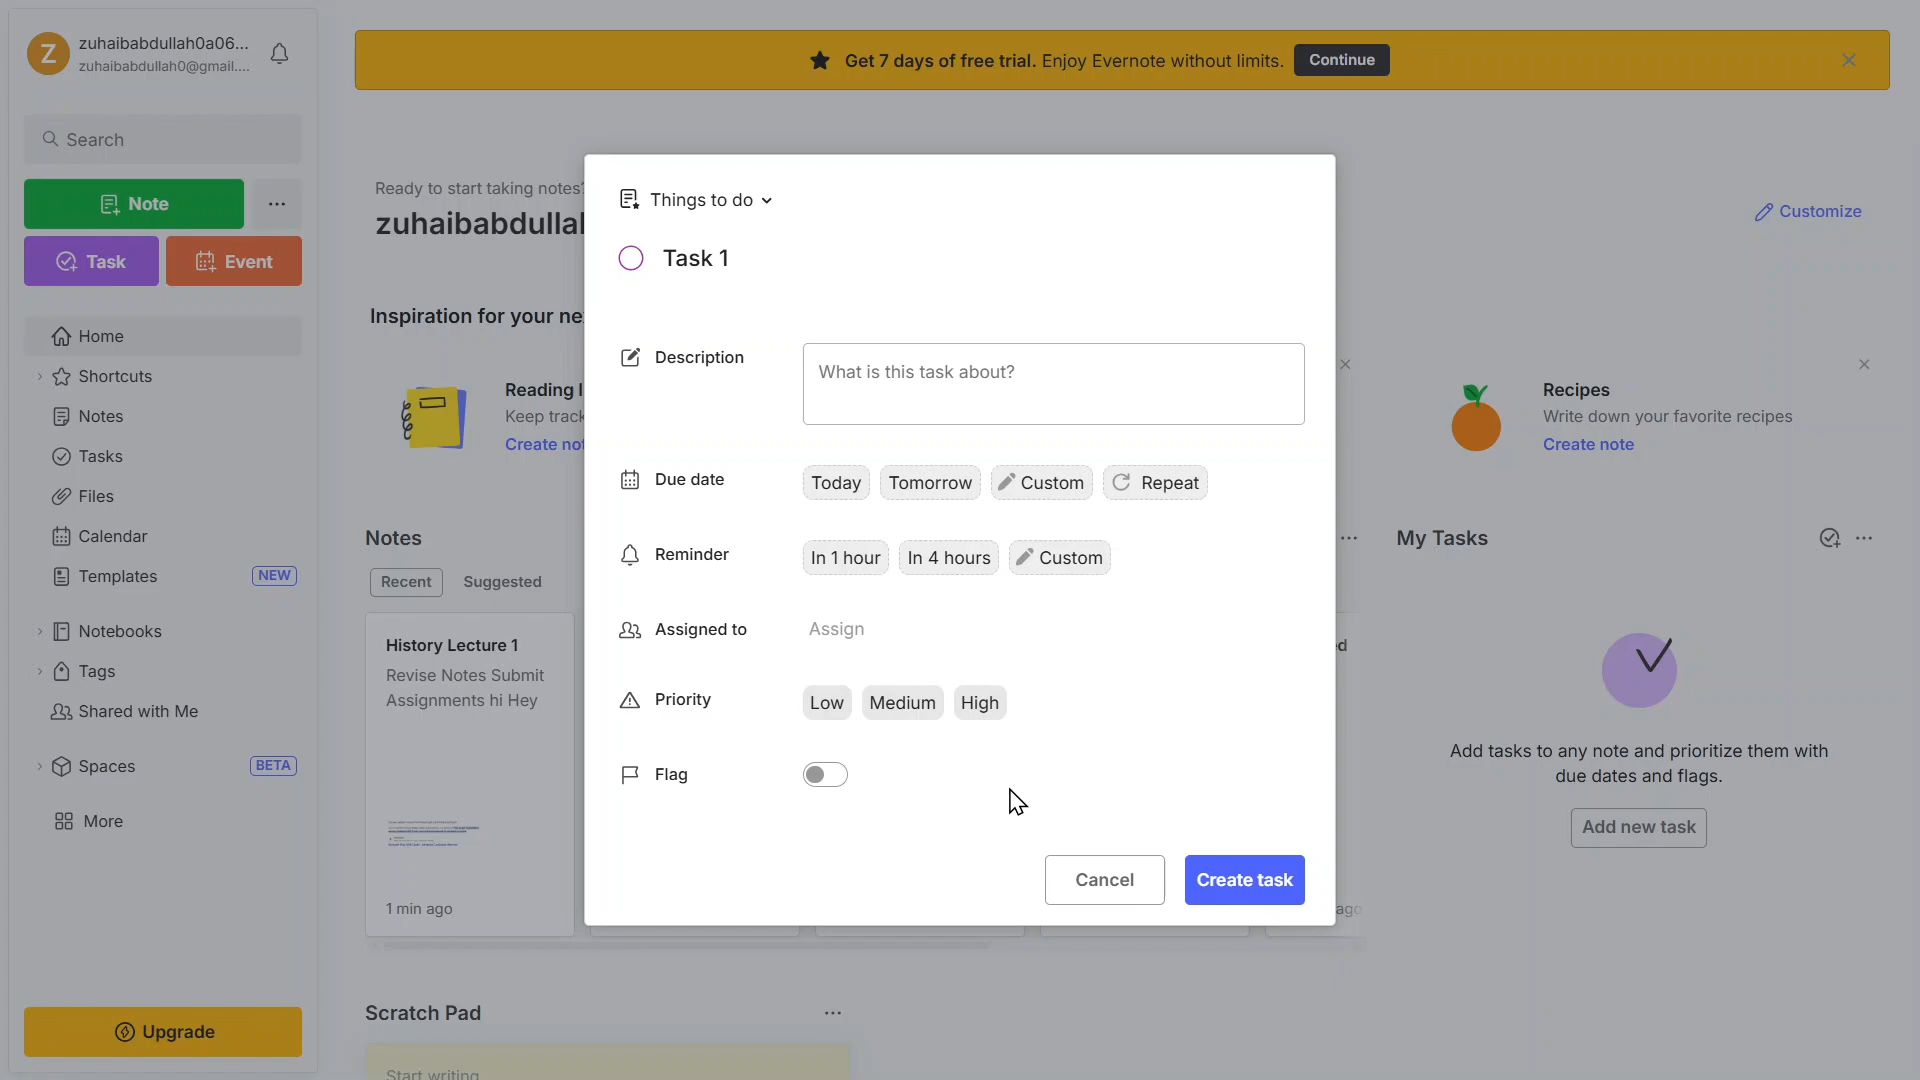 Z
zuhaibabdullah0a06...
zuhaibabdullah0@gmail....
Search
Note
Task
Event
Home
Shortcuts
Notes
Tasks
Files
Calendar
Templates
NEW
Notebooks
Tags
Shared with Me
Spaces
BETA
More
Upgrade
Get 7 days of free trial. Enjoy Evernote without limits.
Continue
Ready to start taking notes?
zuhaibabdullah
Customize
Inspiration for your ne
Reading l
Keep track
Create not
Recipes
Write down your favorite recipes
Create note
Notes
Recent
Suggested
History Lecture 1
Revise Notes Submit
Assignments hi Hey
1 min ago
ed
ago
Things to do
Task 1
Description
What is this task about?
Due date
Today
Tomorrow
Custom
Repeat
Reminder
In 1 hour
In 4 hours
Custom
Assigned to
Assign
Priority
Low
Medium
High
Flag
Cancel
Create task
My Tasks
Add tasks to any note and prioritize them with
due dates and flags.
Add new task
Scratch Pad
Start writing